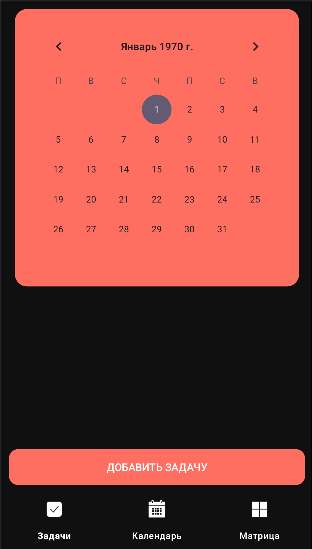 Январь 1970 г.
П В С Ч П С В
1 2 3 4
5 6 7 8 9 10 11
12 13 14 15 16 17 18
19 20 21 22 23 24 25
26 27 28 29 30 31
ДОБАВИТЬ ЗАДАЧУ
Задачи Календарь Матрица